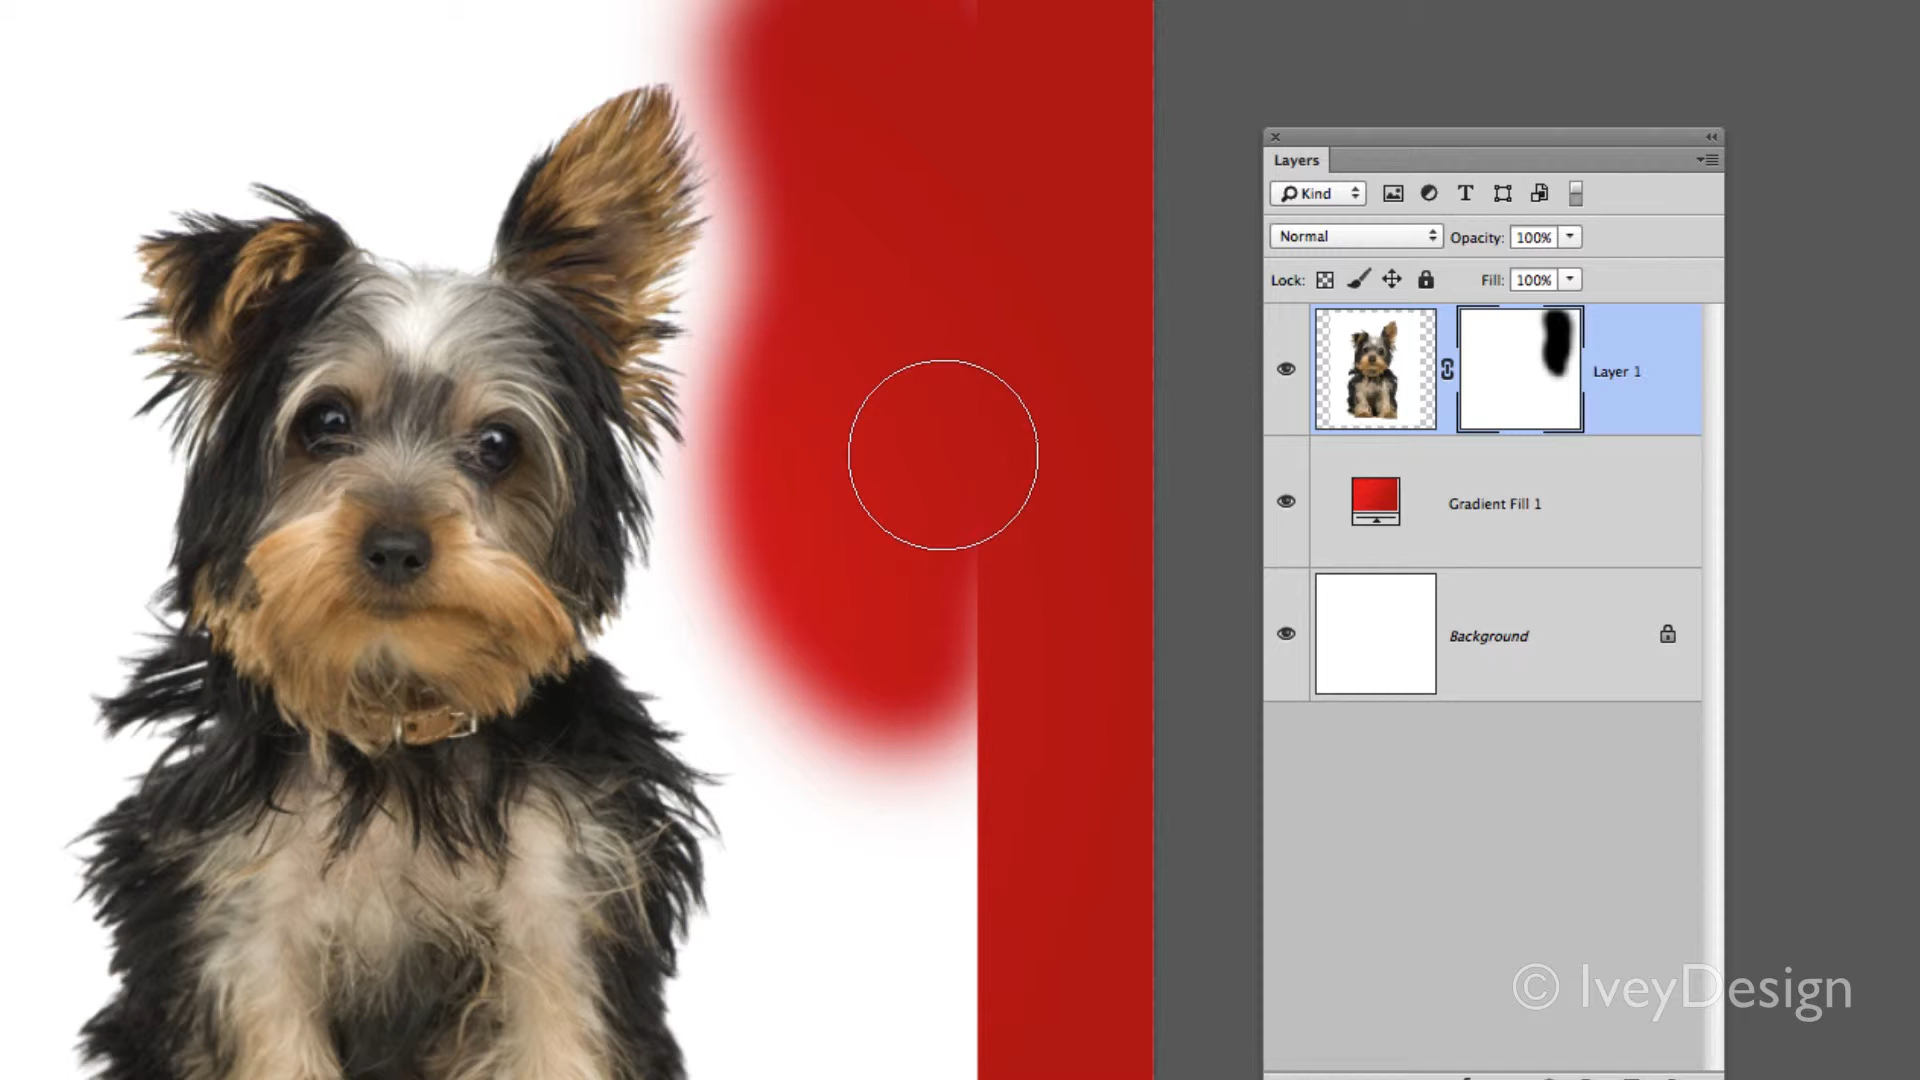 Layers
Kind
Normal Opacity: 100%
Lock: Fill: 100%
Layer 1
Gradient Fill 1
Background
© IveyDesign